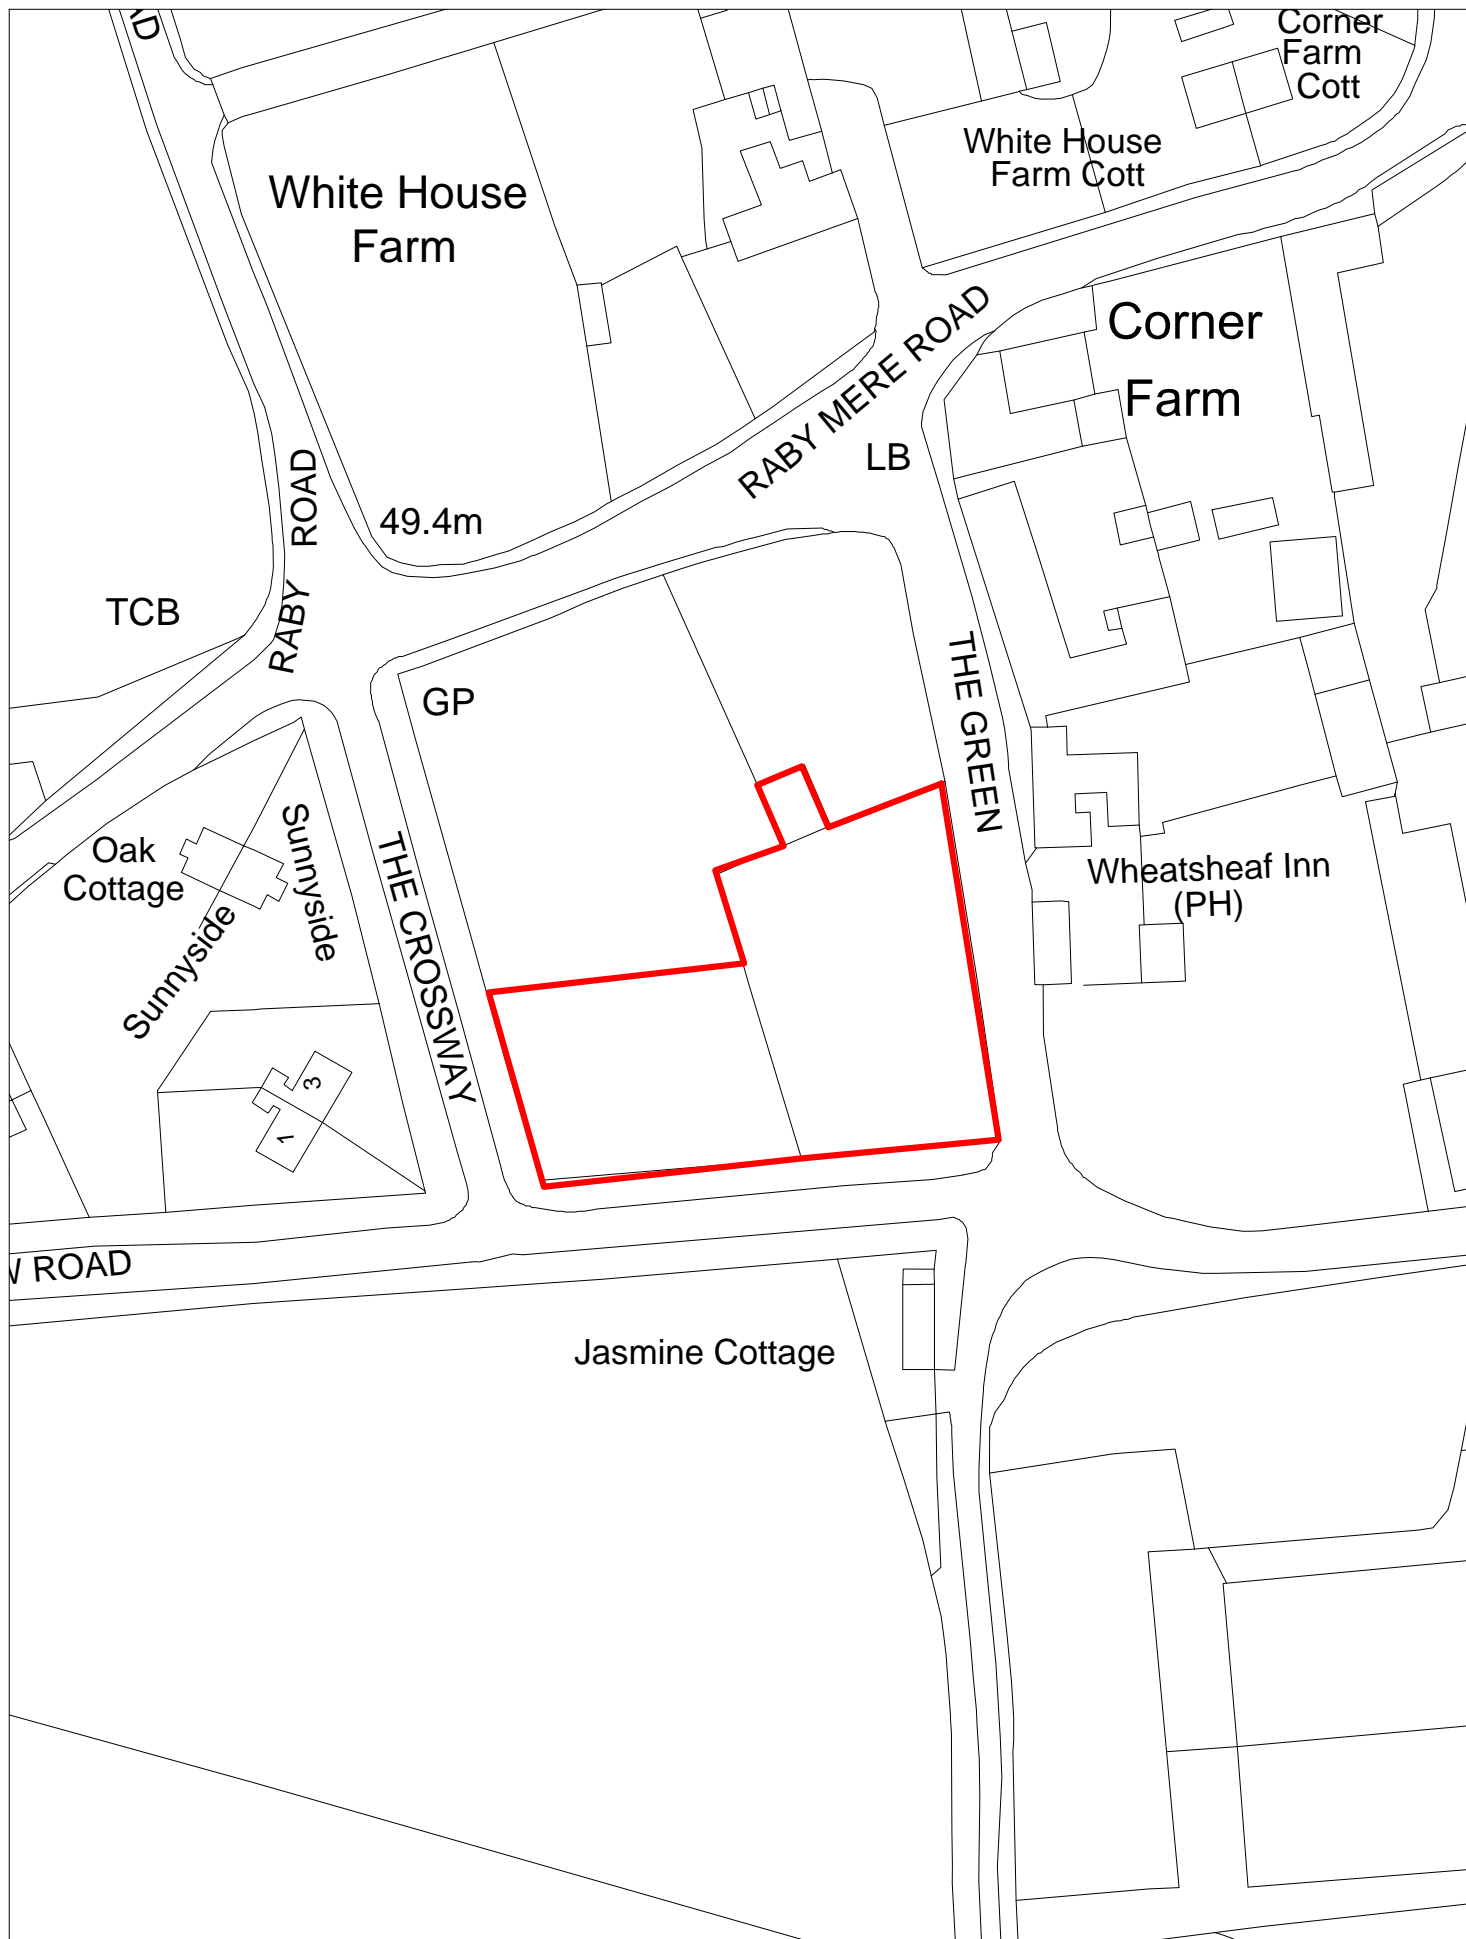 Corner
Farm
Cott
White House
Farm Cott
White House
Farm
Corner
Farm
RABY MERE ROAD
LB
RABY ROAD
49.4m
TCB
GP
THE GREEN
Oak
Cottage
Sunnyside
Sunnyside
THE CROSSWAY
Wheatsheaf Inn
(PH)
3
1
ROAD
Jasmine Cottage